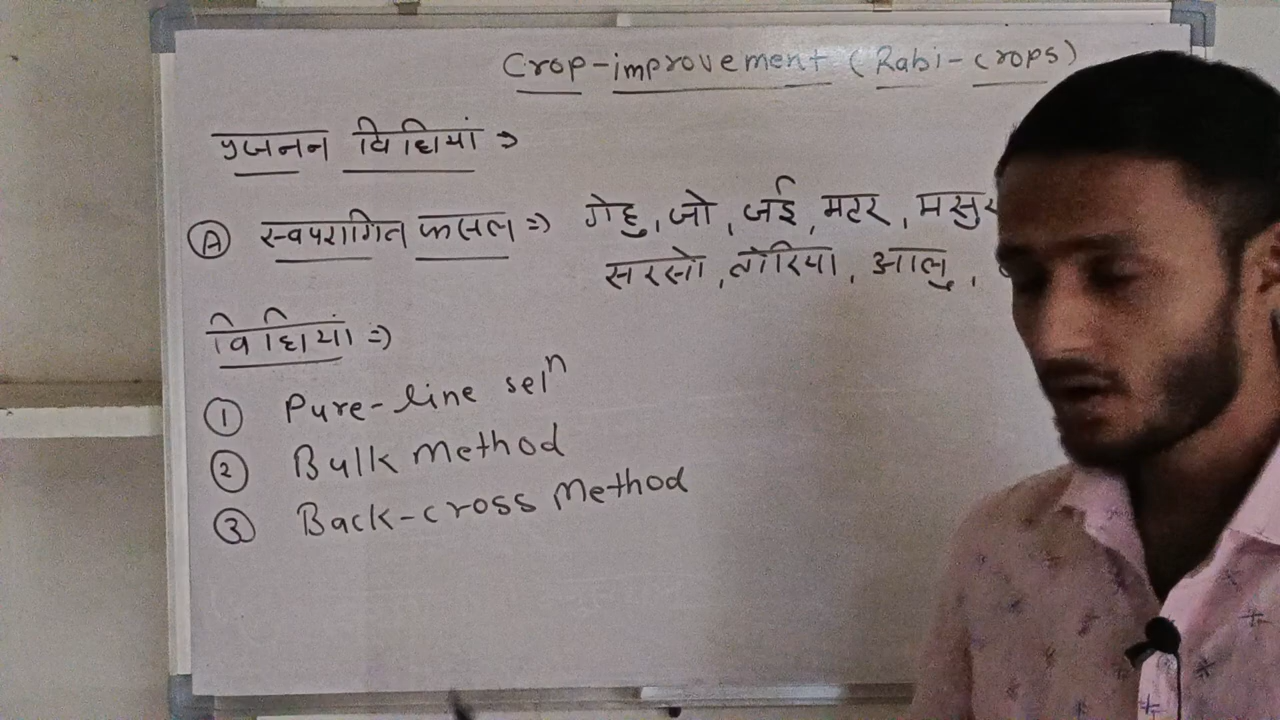 Crop-improvement (Rabi-crops)
प्रजनन विधियां ⇒
Ⓐ स्वपरागित फसल ⇒ गेहु, जो, जई, मटर,
सरसो, तोरिया, आलु,
विधियां ⇒
① Pure-line selⁿ
② Bulk Method
③ Back-cross Method